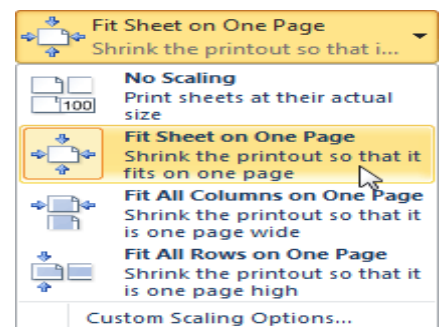 Fit Sheet on One Page
Shrink the printout so that i...
No Scaling
100
Print sheets at their actual
size
Fit Sheet on One Page
Shrink the printout so that it
fits on one page
Fit All Columns on One Page
Shrink the printout so that it
is one page wide
Fit All Rows on One Page
Shrink the printout so that it
is one page high
Custom Scaling Options...